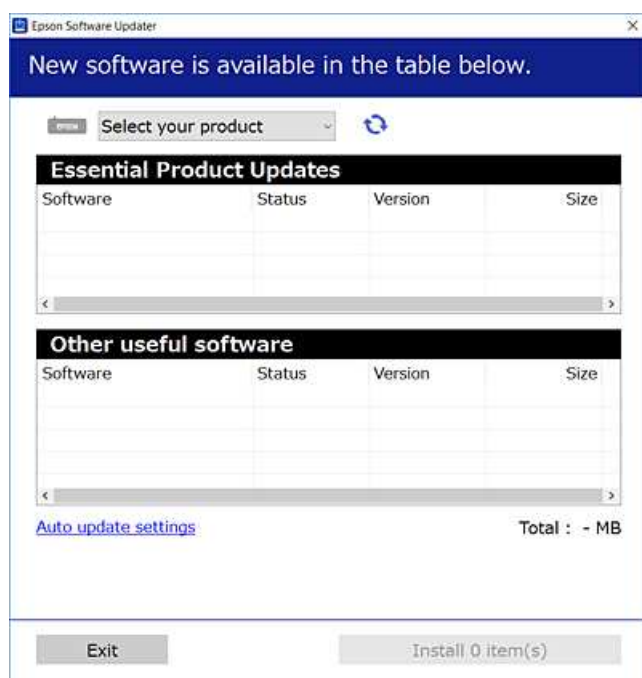 Epson Software Updater
New software is available in the table below.
EPSON Select your product
Essential Product Updates
Software Status Version Size
Other useful software
Software Status Version Size
Auto update settings Total : - MB
Exit Install 0 item(s)